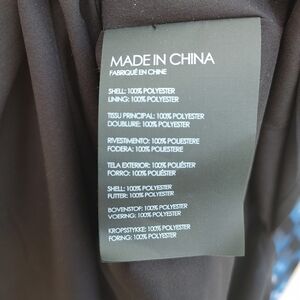 MADE IN CHINA
FABRIQUÉ EN CHINE
SHELL: 100% POLYESTER
LINING: 100% POLYESTER
TISSU PRINCIPAL: 100% POLYESTER
DOUBLURE: 100% POLYESTER
RIVESTIMENTO: 100% POLIESTERE
FODERA: 100% POLIESTERE
TELA EXTERIOR: 100% POLIÉSTER
FORRO: 100% POLIÉSTER
SHELL: 100% POLYESTER
FUTTER: 100% POLYESTER
BOVENSTOF: 100% POLYESTER
VOERING: 100% POLYESTER
KROPSSTYKKE: 100% POLYESTER
FORING: 100% POLYESTER